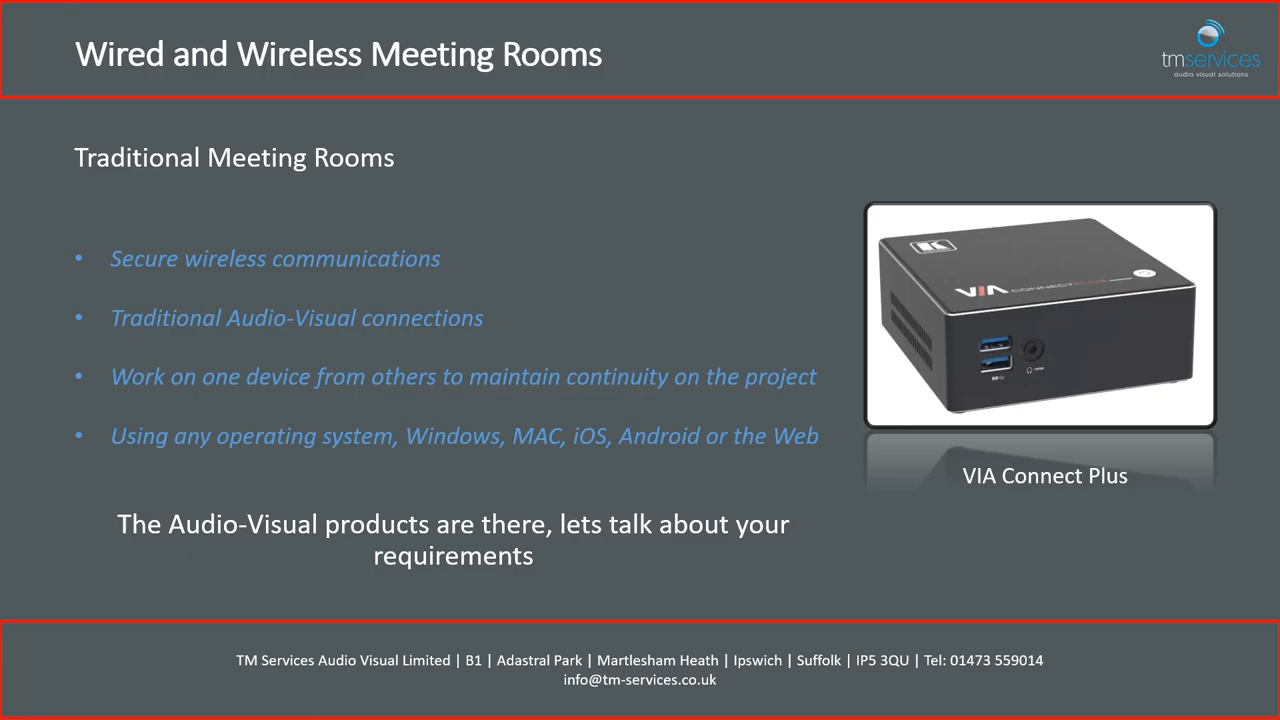 Wired and Wireless Meeting Rooms
tmservices
audio visual solutions
Traditional Meeting Rooms
• Secure wireless communications
• Traditional Audio-Visual connections
• Work on one device from others to maintain continuity on the project
• Using any operating system, Windows, MAC, iOS, Android or the Web
K
VIA CONNECT PLUS
VIA Connect Plus
The Audio-Visual products are there, lets talk about your
requirements
TM Services Audio Visual Limited | B1 | Adastral Park | Martlesham Heath | Ipswich | Suffolk | IP5 3QU | Tel: 01473 559014
info@tm-services.co.uk